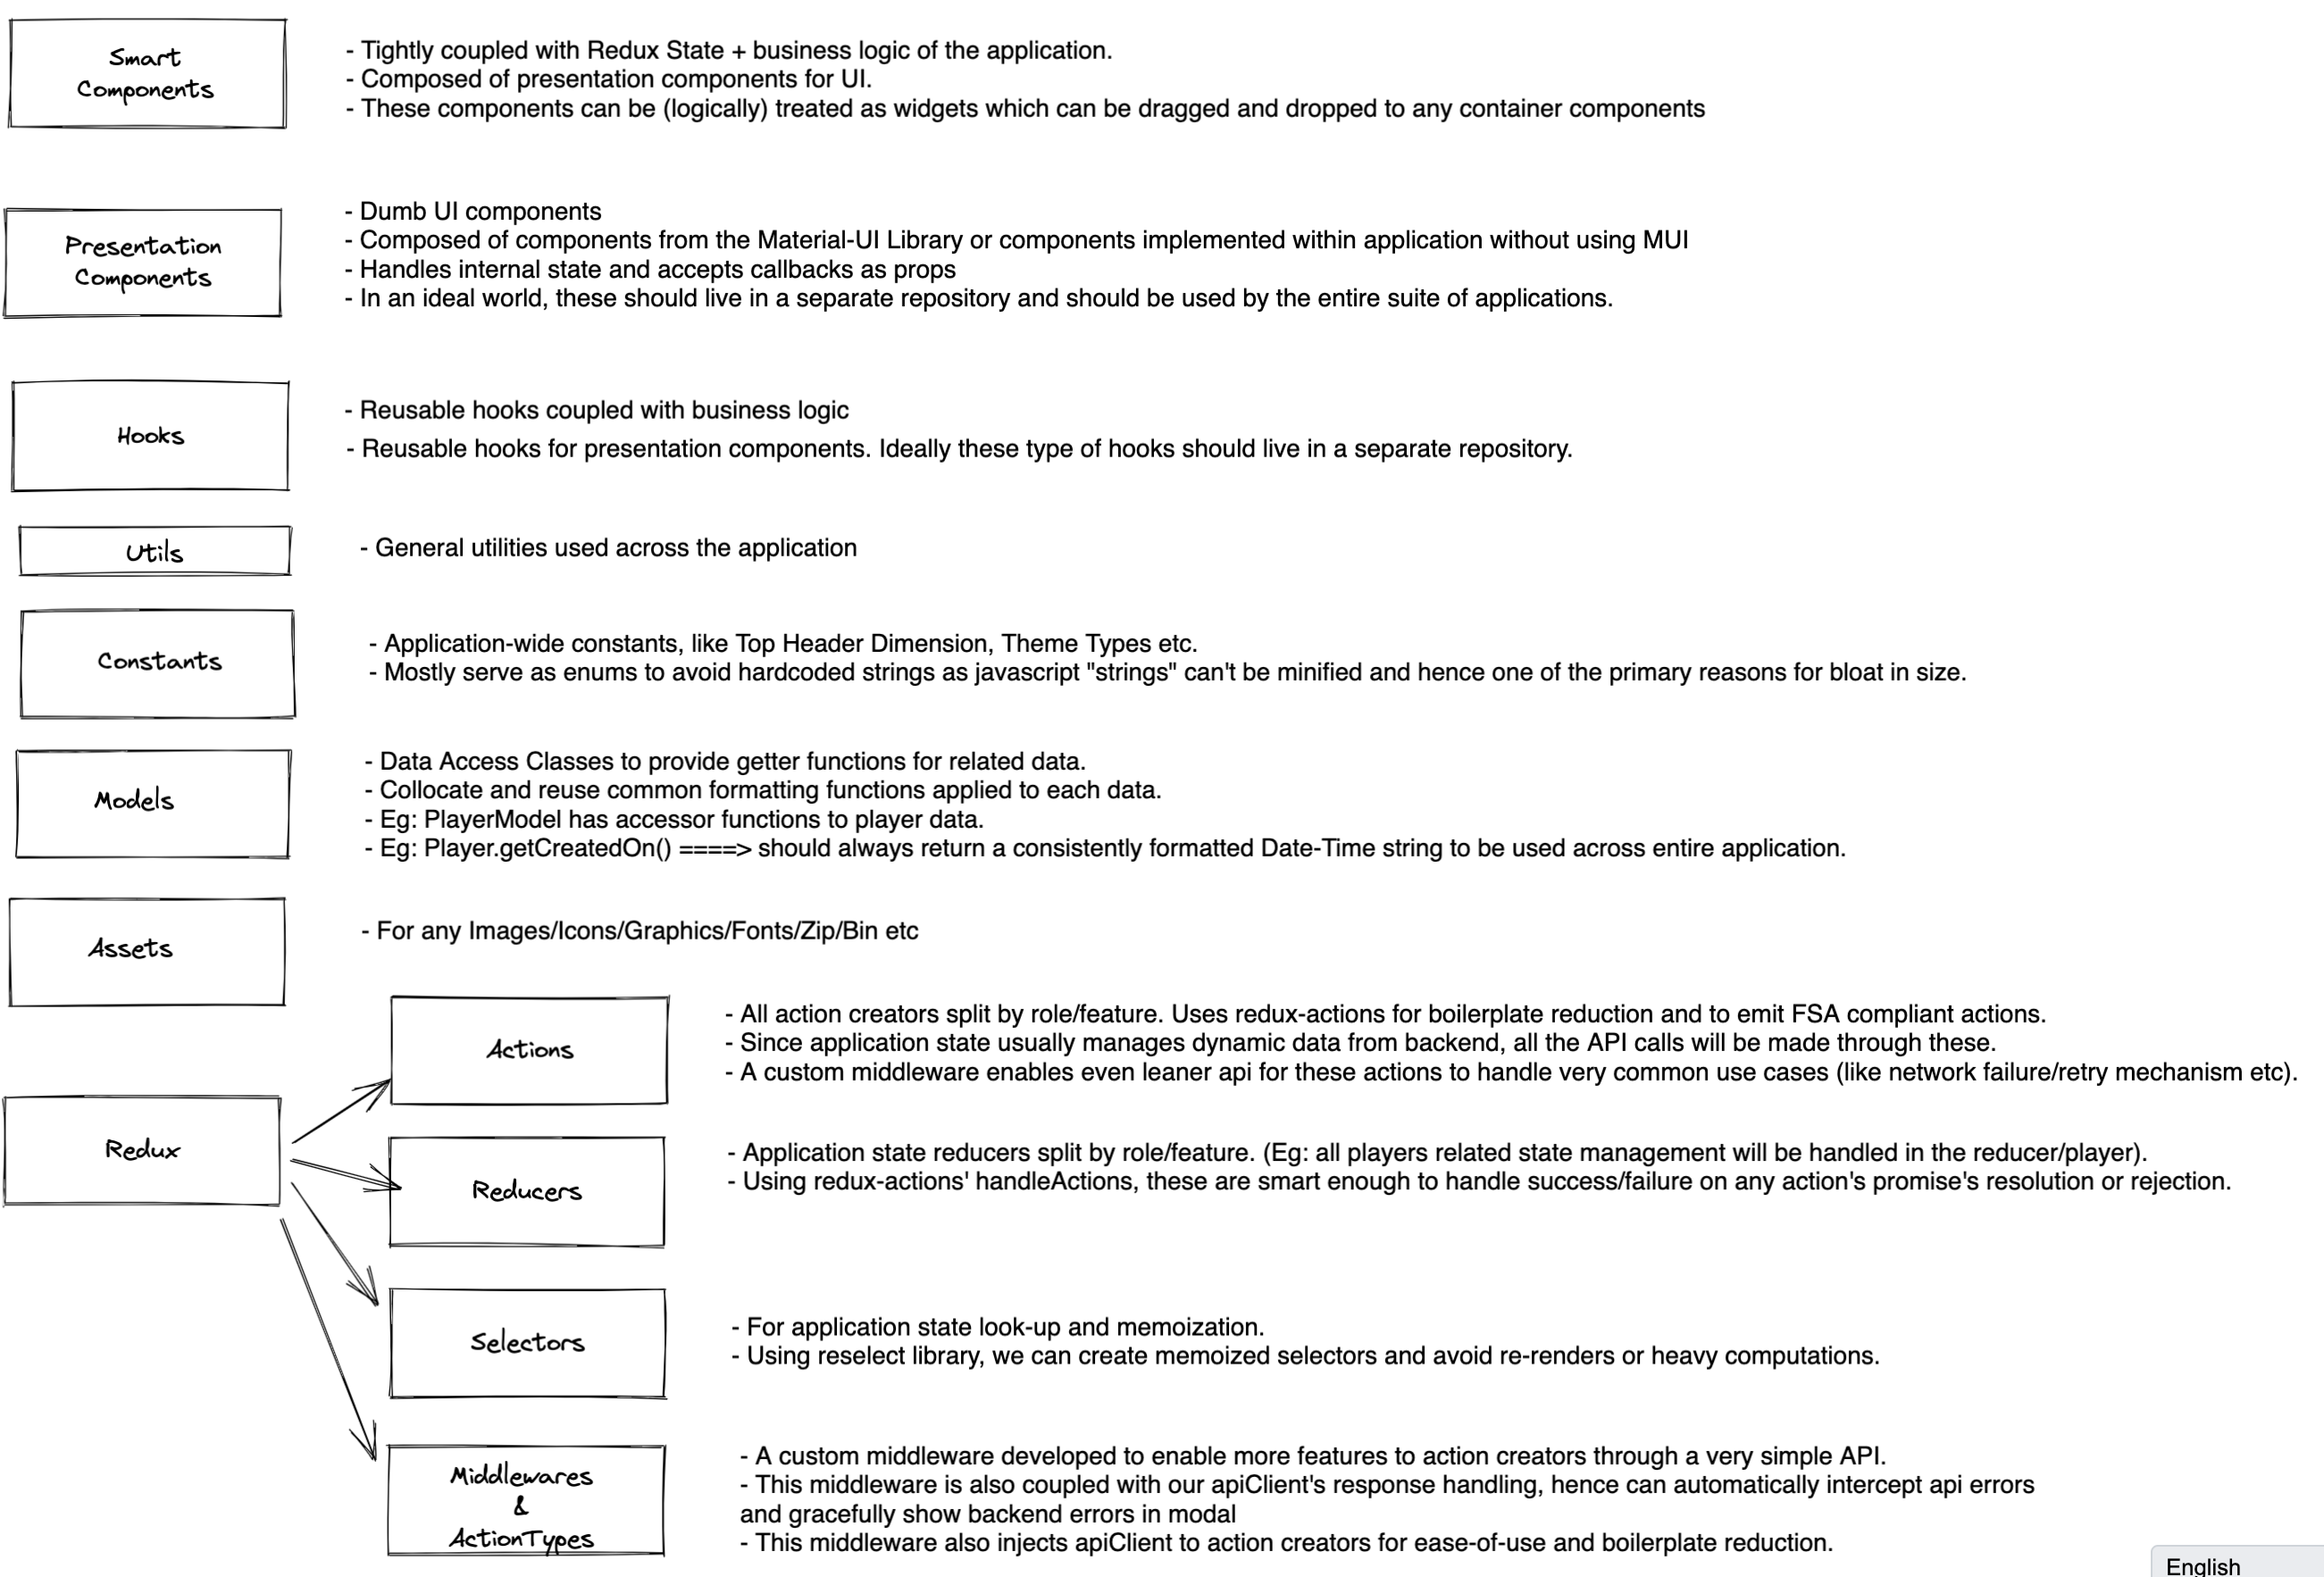 Smart
Components
- Tightly coupled with Redux State + business logic of the application.
- Composed of presentation components for UI.
- These components can be (logically) treated as widgets which can be dragged and dropped to any container components
Presentation
Components
- Dumb UI components
- Composed of components from the Material-UI Library or components implemented within application without using MUI
- Handles internal state and accepts callbacks as props
- In an ideal world, these should live in a separate repository and should be used by the entire suite of applications.
Hooks
- Reusable hooks coupled with business logic
- Reusable hooks for presentation components. Ideally these type of hooks should live in a separate repository.
Utils
- General utilities used across the application
Constants
- Application-wide constants, like Top Header Dimension, Theme Types etc.
- Mostly serve as enums to avoid hardcoded strings as javascript "strings" can't be minified and hence one of the primary reasons for bloat in size.
Models
- Data Access Classes to provide getter functions for related data.
- Collocate and reuse common formatting functions applied to each data.
- Eg: PlayerModel has accessor functions to player data.
- Eg: Player.getCreatedOn() ====> should always return a consistently formatted Date-Time string to be used across entire application.
Assets
- For any Images/Icons/Graphics/Fonts/Zip/Bin etc
Redux
Actions
- All action creators split by role/feature. Uses redux-actions for boilerplate reduction and to emit FSA compliant actions.
- Since application state usually manages dynamic data from backend, all the API calls will be made through these.
- A custom middleware enables even leaner api for these actions to handle very common use cases (like network failure/retry mechanism etc).
Reducers
- Application state reducers split by role/feature. (Eg: all players related state management will be handled in the reducer/player).
- Using redux-actions' handleActions, these are smart enough to handle success/failure on any action's promise's resolution or rejection.
Selectors
- For application state look-up and memoization.
- Using reselect library, we can create memoized selectors and avoid re-renders or heavy computations.
Middlewares
&
ActionTypes
- A custom middleware developed to enable more features to action creators through a very simple API.
- This middleware is also coupled with our apiClient's response handling, hence can automatically intercept api errors
and gracefully show backend errors in modal
- This middleware also injects apiClient to action creators for ease-of-use and boilerplate reduction.
English